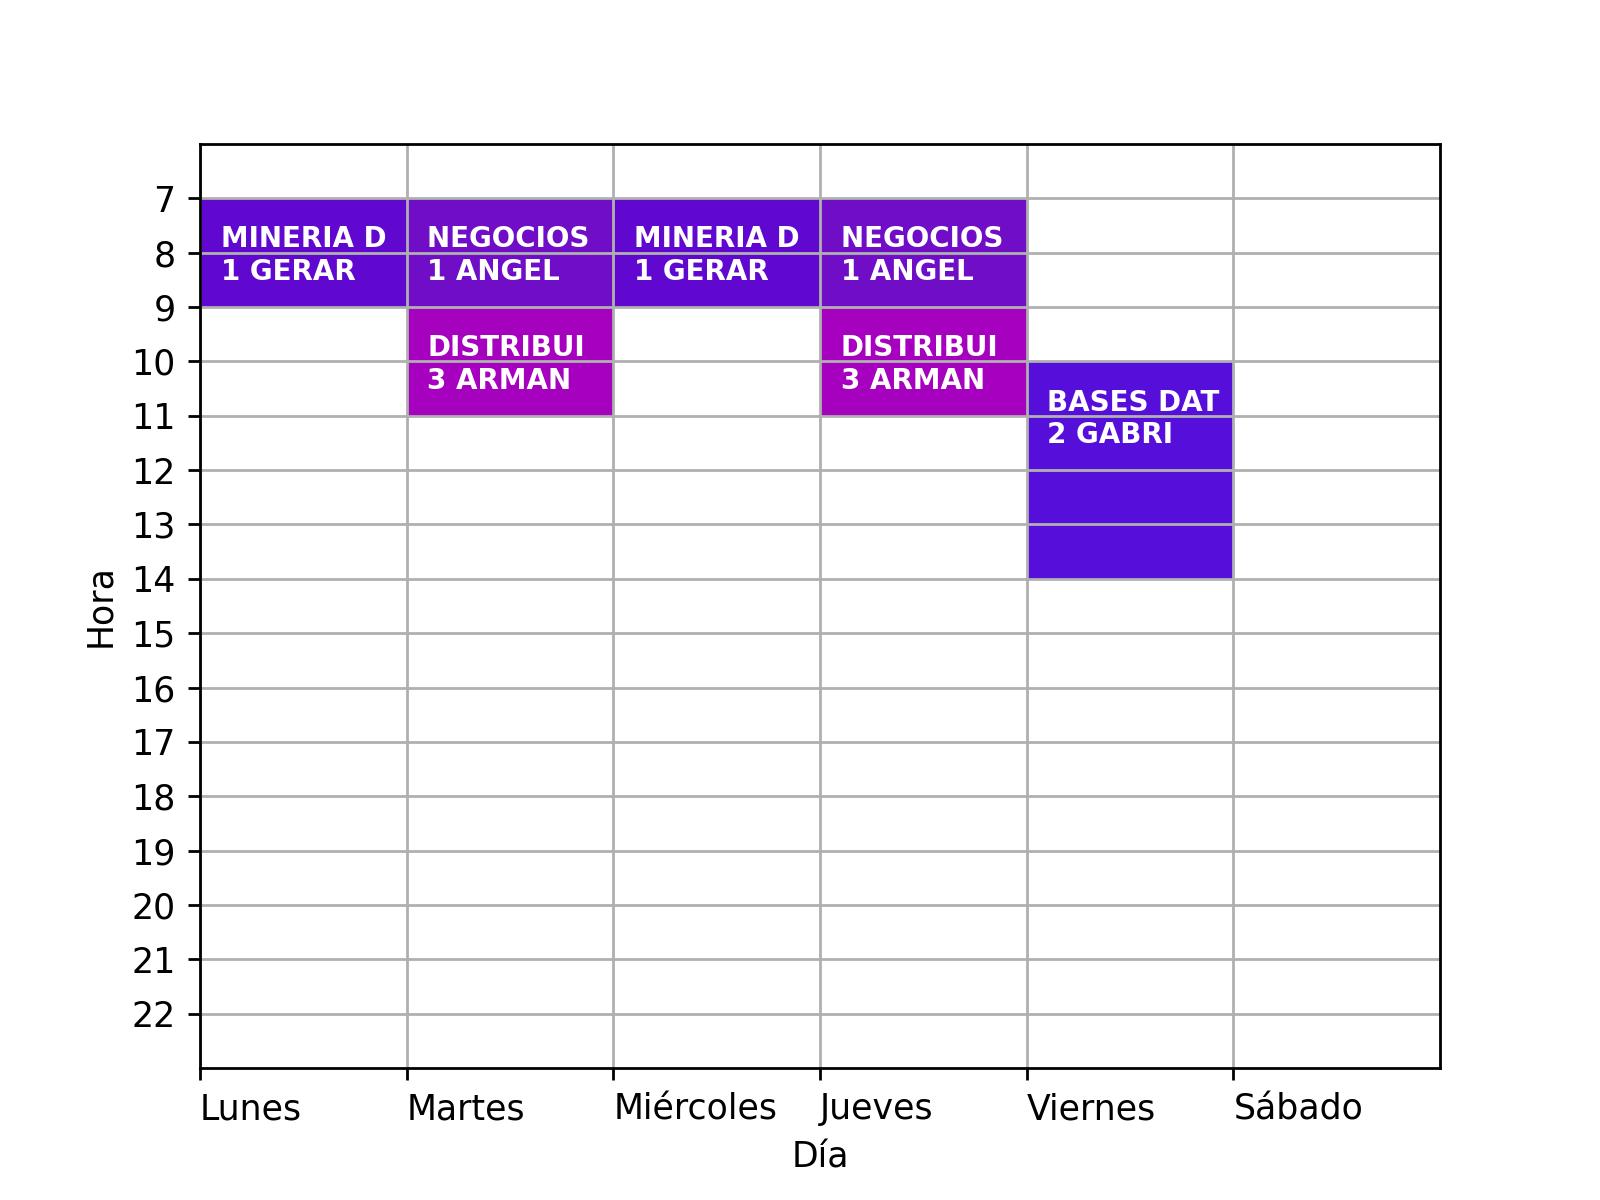 7
8
9
10
11
12
13
14
15
16
17
18
19
20
21
22
Hora
MINERIA D
1 GERAR
NEGOCIOS
1 ANGEL
MINERIA D
1 GERAR
NEGOCIOS
1 ANGEL
DISTRIBUI
3 ARMAN
DISTRIBUI
3 ARMAN
BASES DAT
2 GABRI
Lunes
Martes
Miércoles
Jueves
Viernes
Sábado
Día